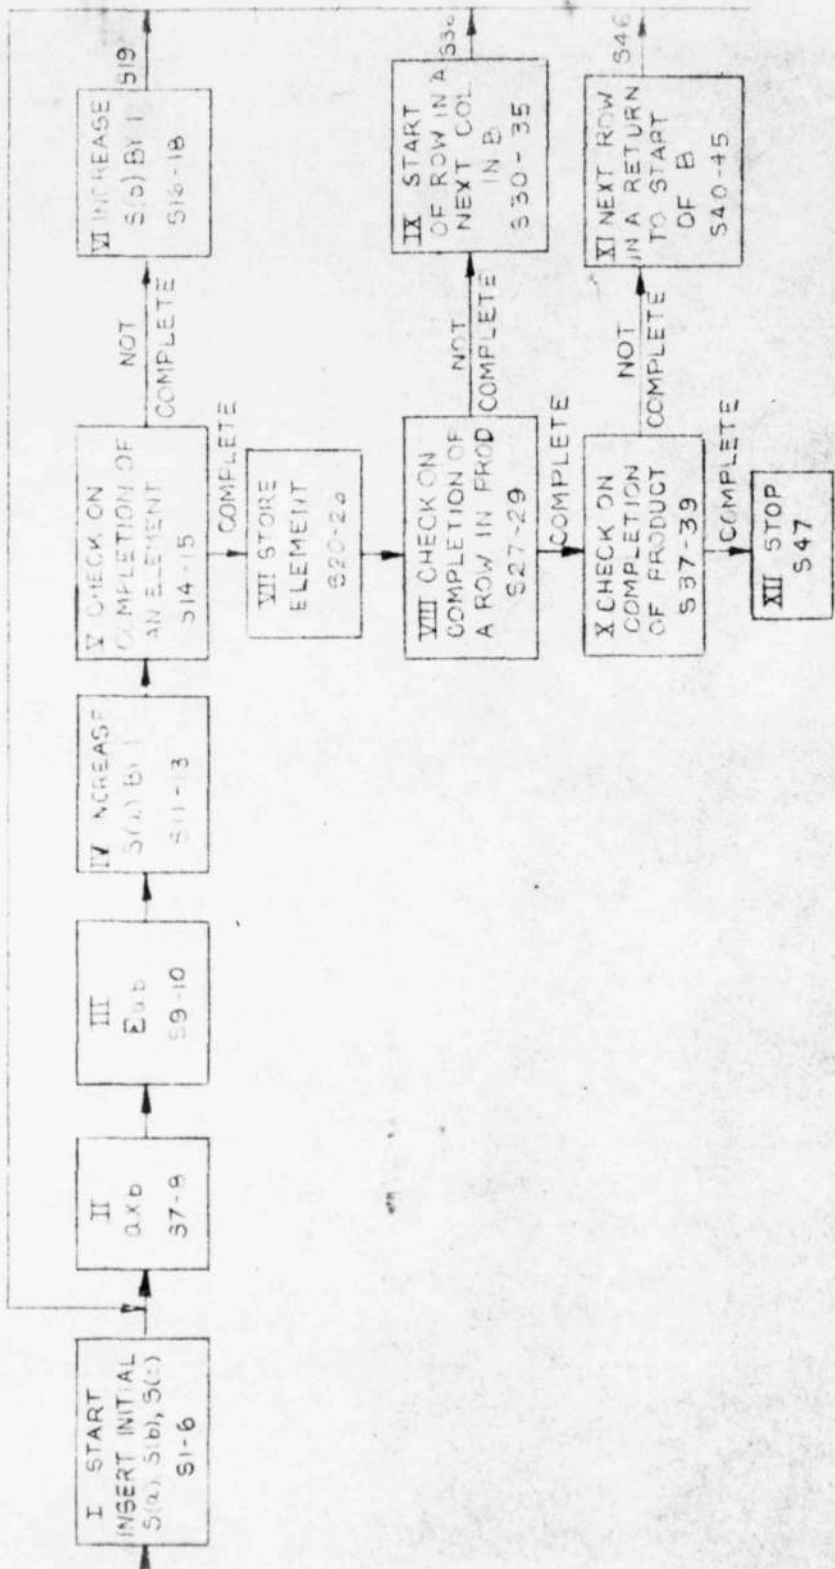 I START
INSERT INITIAL
S(a), S(b), S(c)
S1-6
II
a×b
S7-8
III
Σab
S9-10
IV INCREASE
S(a) BY 1
S11-13
V CHECK ON
COMPLETION OF
AN ELEMENT
S14-15
NOT
COMPLETE
VI INCREASE
S(b) BY 1
S16-18
S19
COMPLETE
VII STORE
ELEMENT
S20-26
VIII CHECK ON
COMPLETION OF
A ROW IN PROD
S27-29
NOT
COMPLETE
IX START
OF ROW IN A
NEXT COL
IN B
S30-35
S36
COMPLETE
X CHECK ON
COMPLETION
OF PRODUCT
S37-39
NOT
COMPLETE
XI NEXT ROW
IN A RETURN
TO START
OF B
S40-45
S46
COMPLETE
XII STOP
S47